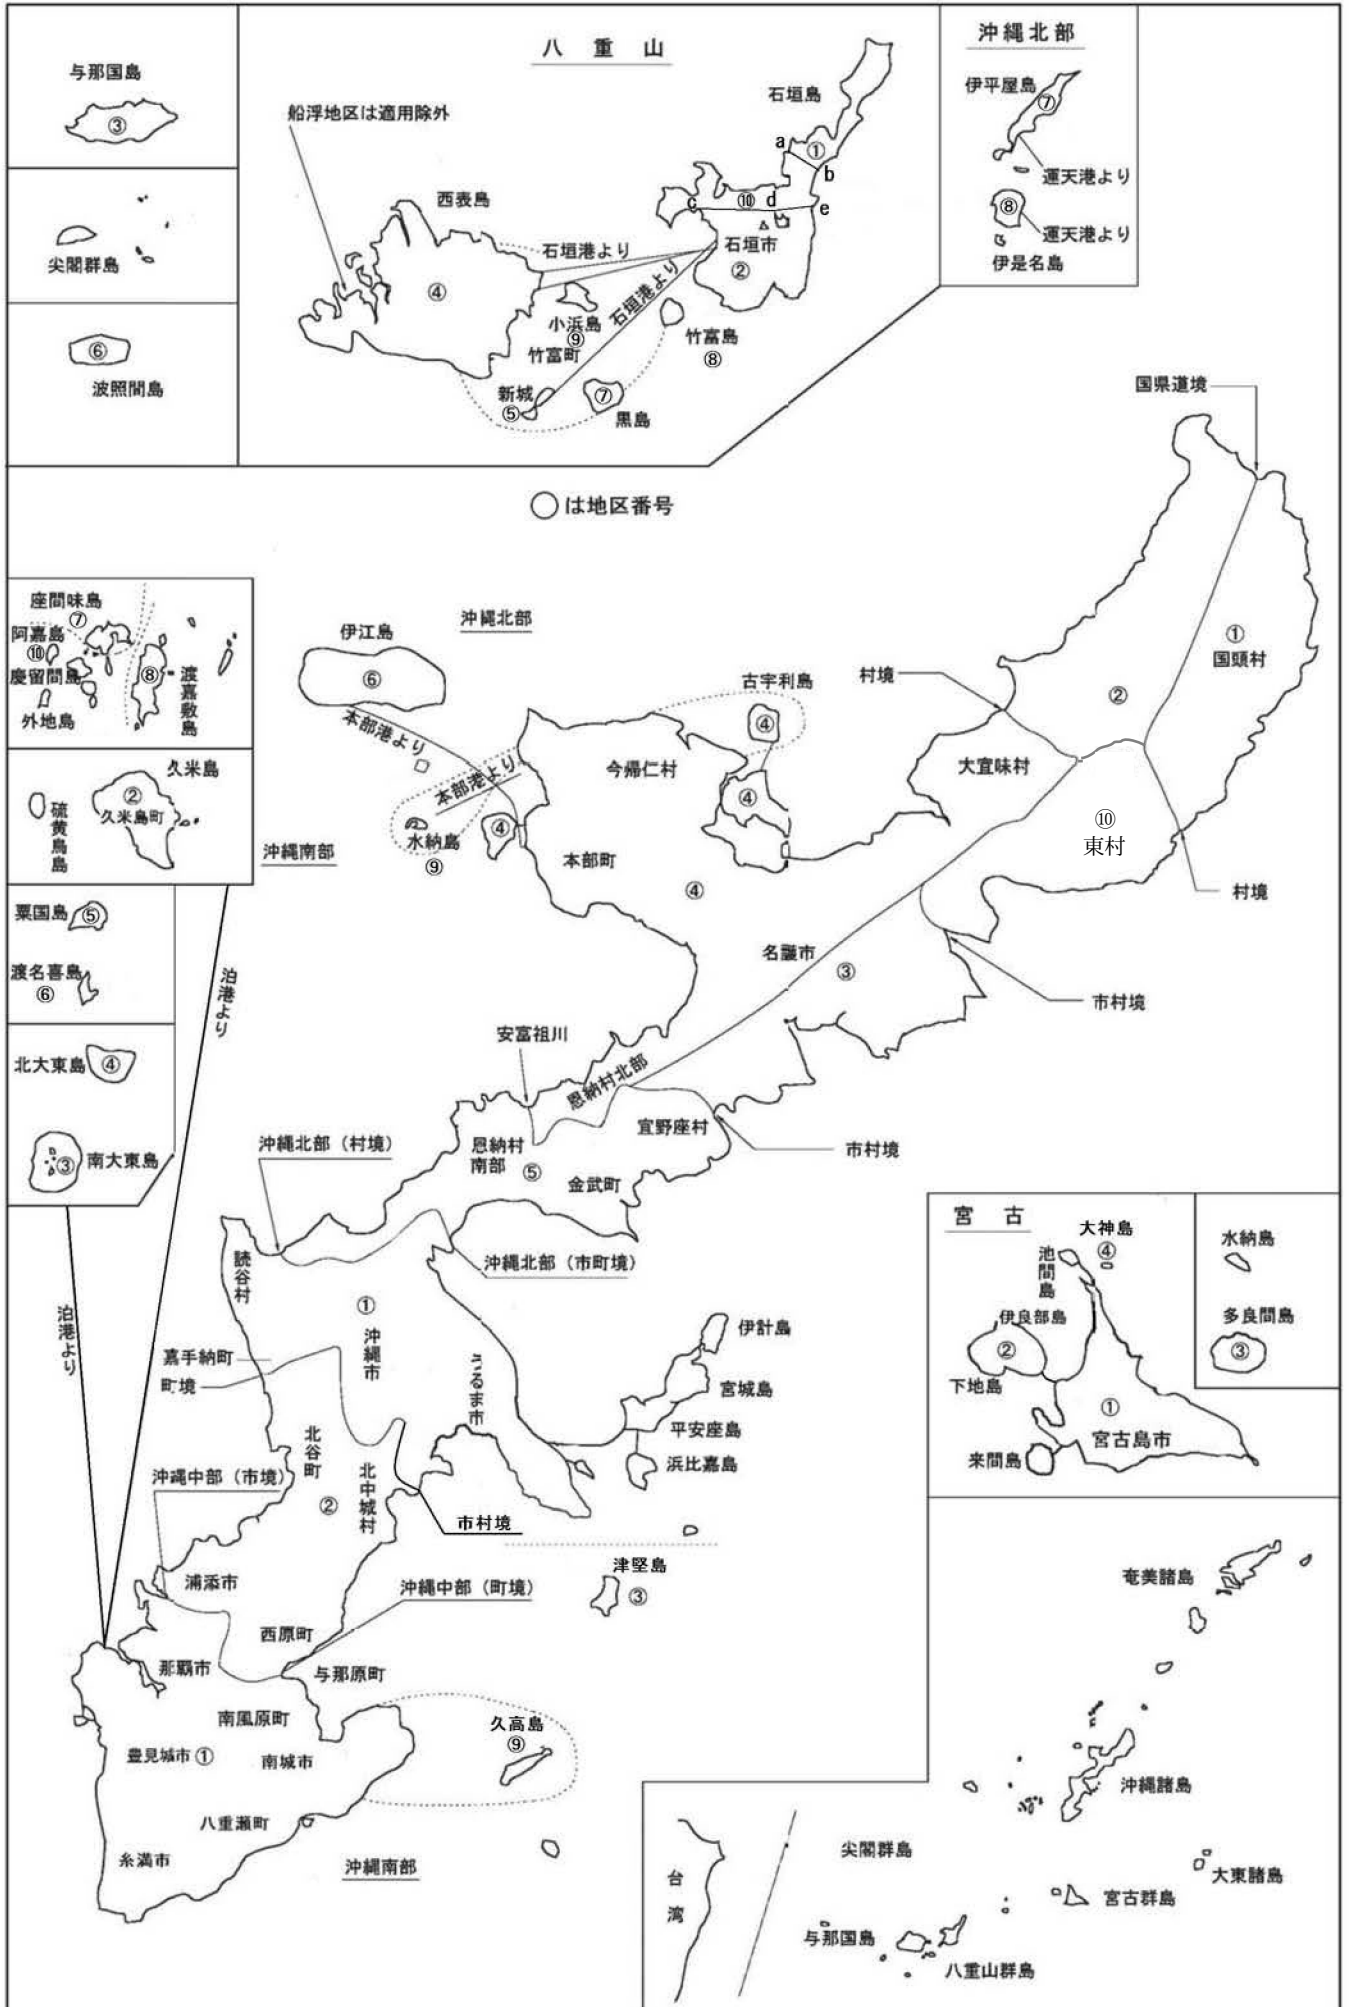 与那国島
③
尖閣群島
⑥
波照間島
八重山
船浮地区は適用除外
西表島
④
石垣島
a
①
b
c
⑩
d
e
石垣市
②
石垣港より
石垣港より
小浜島
⑨
竹富町
竹富島
⑧
新城
⑤
⑦
黒島
沖縄北部
伊平屋島
⑦
運天港より
⑧
運天港より
伊是名島
○は地区番号
国県道境
①
国頭村
村境
②
大宜味村
⑩
東村
村境
沖縄北部
伊江島
⑥
本部港より
古宇利島
④
今帰仁村
④
本部港より
水納島
⑨
④
本部町
④
名護市
③
市村境
座間味島
⑦
阿嘉島
⑩
慶留間島
外地島
⑧
渡嘉敷島
久米島
②
久米島町
硫黄鳥島
沖縄南部
粟国島
⑤
渡名喜島
⑥
北大東島
④
南大東島
③
泊港より
泊港より
安富祖川
恩納村北部
宜野座村
市村境
恩納村
南部
⑤
金武町
沖縄北部(村境)
沖縄北部(市町境)
読谷村
①
沖縄市
嘉手納町
町境
うるま市
伊計島
宮城島
平安座島
浜比嘉島
北谷町
北中城村
②
沖縄中部(市境)
市村境
津堅島
③
浦添市
沖縄中部(町境)
西原町
那覇市
与那原町
南風原町
豊見城市①
南城市
久高島
⑨
八重瀬町
糸満市
沖縄南部
宮古
大神島
④
池間島
伊良部島
②
下地島
①
宮古島市
来間島
水納島
多良間島
③
奄美諸島
沖縄諸島
尖閣群島
台湾
大東諸島
宮古群島
与那国島
八重山群島